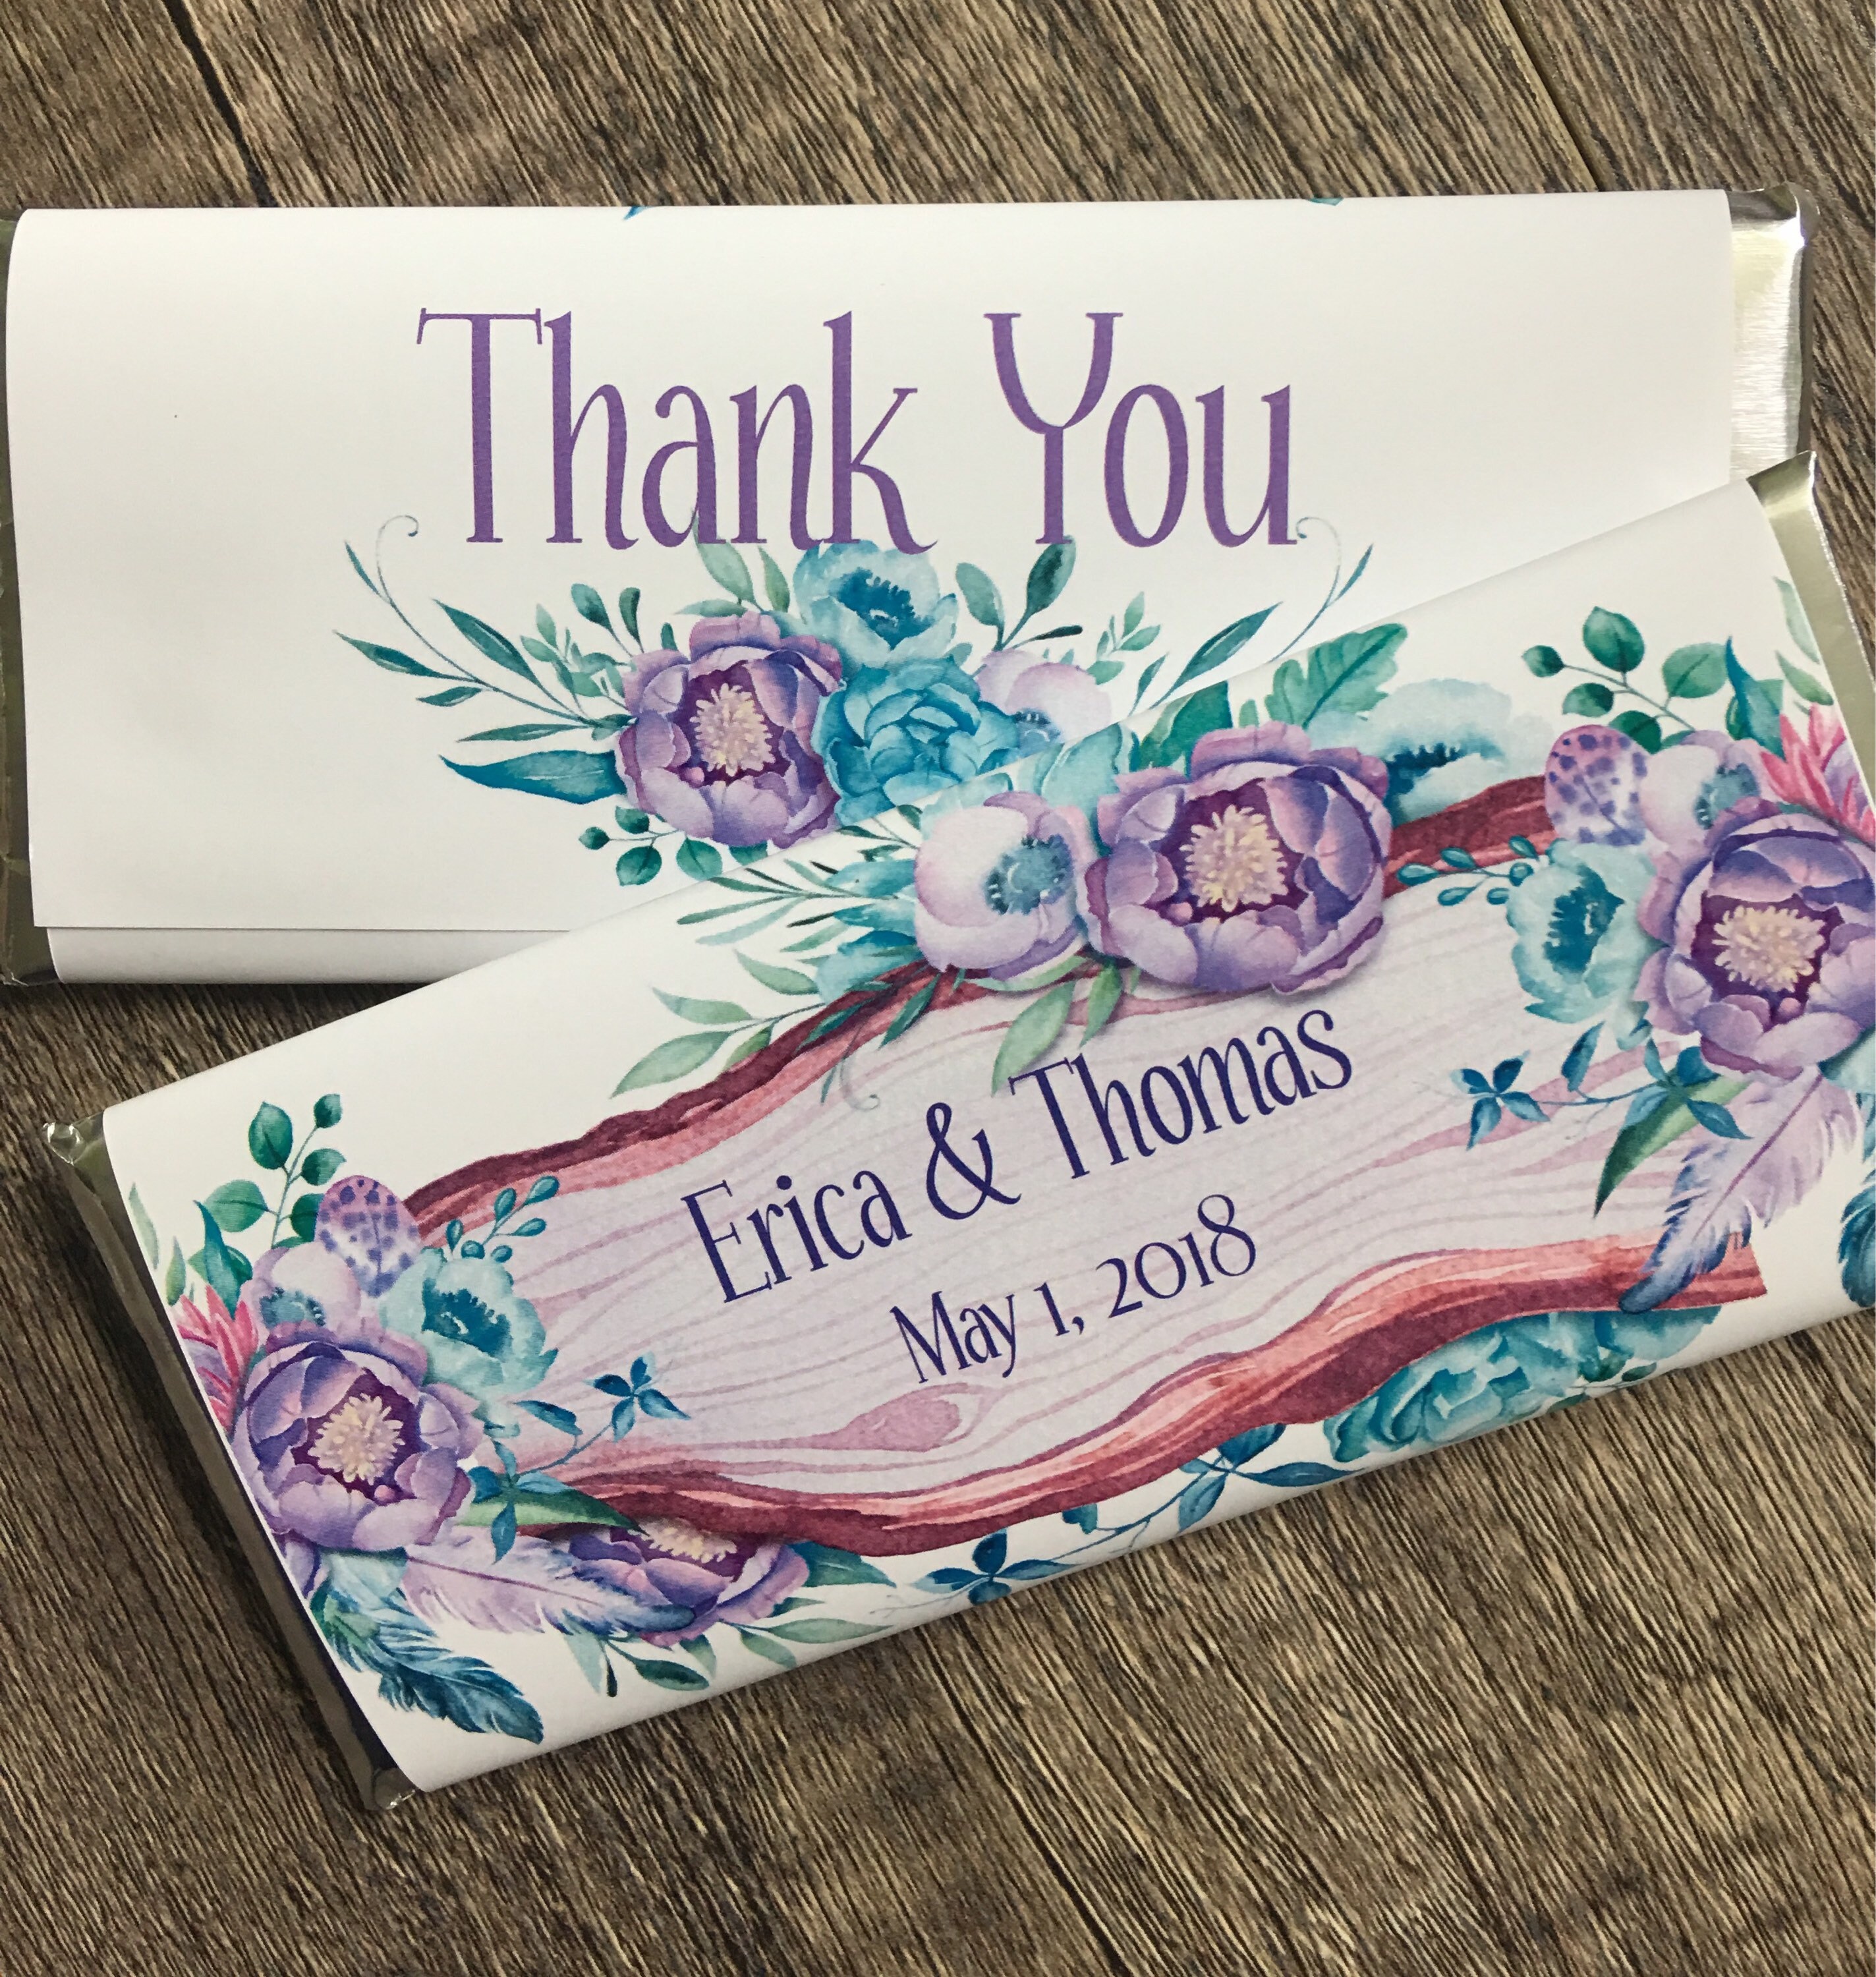 Thank You
Erica & Thomas
May 1, 2018